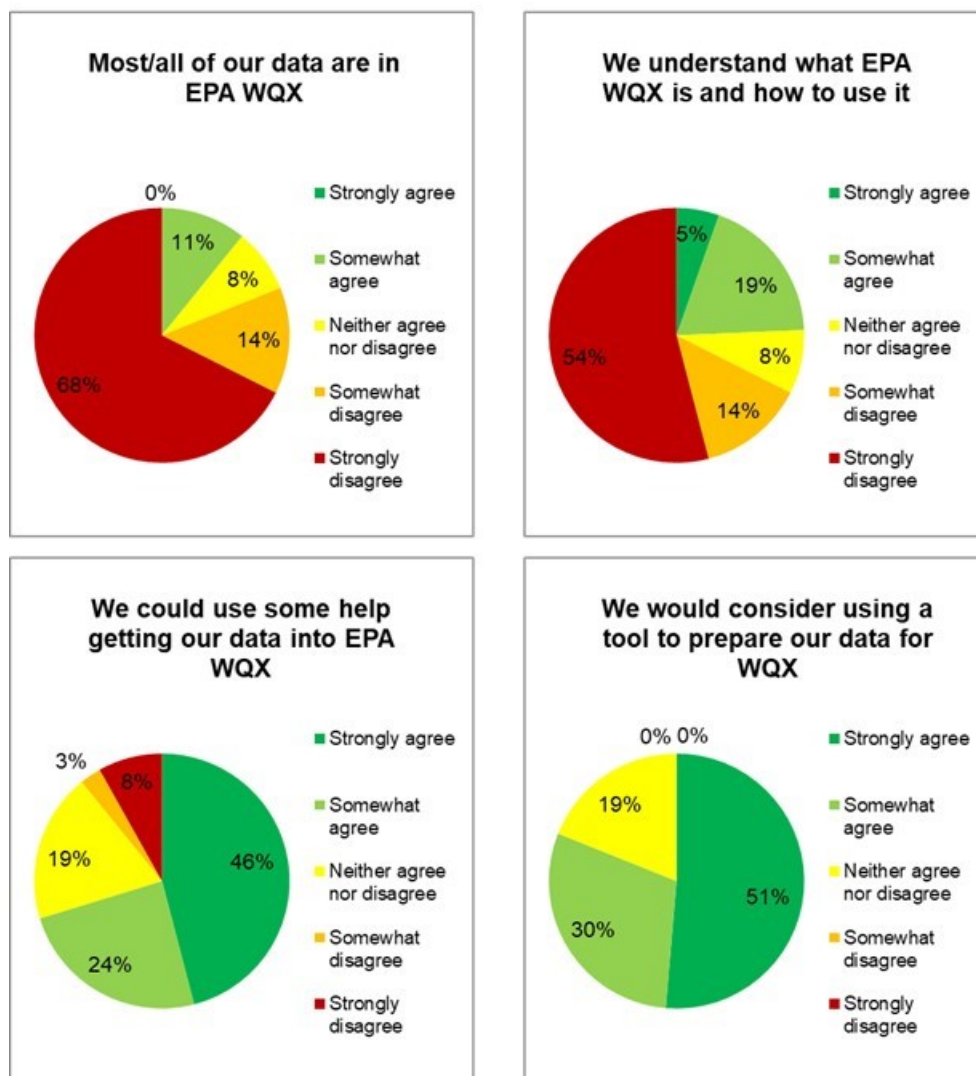 Most/all of our data are in
EPA WQX
0%
11%
8%
14%
68%
Strongly agree
Somewhat
agree
Neither agree
nor disagree
Somewhat
disagree
Strongly
disagree
We understand what EPA
WQX is and how to use it
5%
19%
8%
14%
54%
Strongly agree
Somewhat
agree
Neither agree
nor disagree
Somewhat
disagree
Strongly
disagree
We could use some help
getting our data into EPA
WQX
3%
8%
19%
46%
24%
Strongly agree
Somewhat
agree
Neither agree
nor disagree
Somewhat
disagree
Strongly
disagree
We would consider using a
tool to prepare our data for
WQX
0% 0%
19%
51%
30%
Strongly agree
Somewhat
agree
Neither agree
nor disagree
Somewhat
disagree
Strongly
disagree